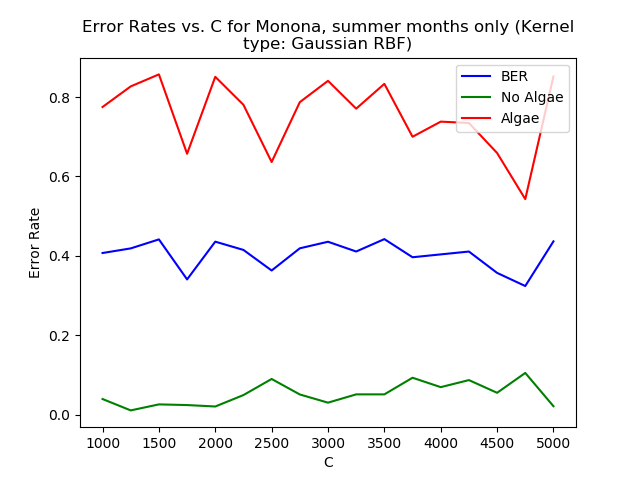 Error Rates vs. C for Monona, summer months only (Kernel
type: Gaussian RBF)
BER
No Algae
Algae
0.8
0.6
0.4
0.2
0.0
Error Rate
1000 1500 2000 2500 3000 3500 4000 4500 5000
C